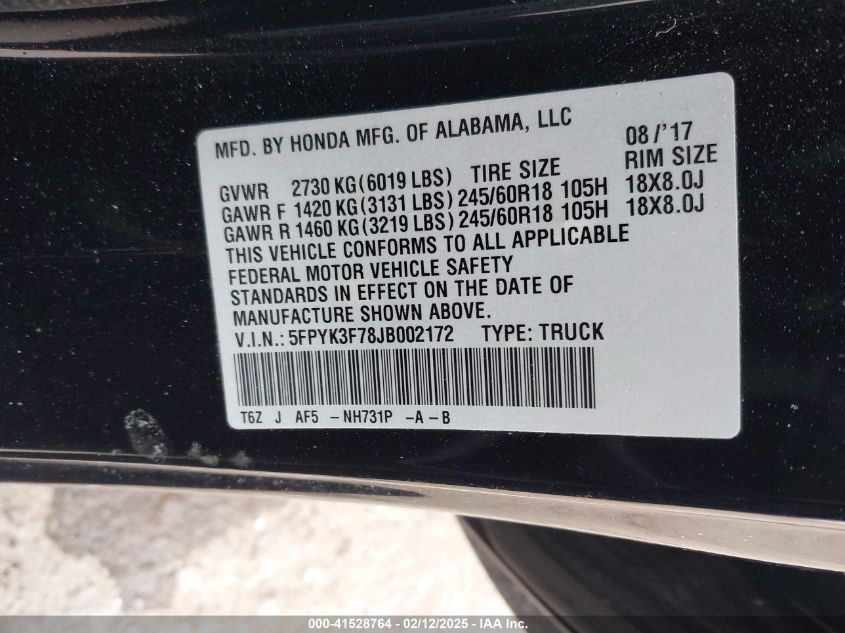 MFD. BY HONDA MFG. OF ALABAMA, LLC 08/'17
GVWR 2730 KG(6019 LBS) TIRE SIZE RIM SIZE
GAWR F 1420 KG(3131 LBS) 245/60R18 105H 18X8.0J
GAWR R 1460 KG(3219 LBS) 245/60R18 105H 18X8.0J
THIS VEHICLE CONFORMS TO ALL APPLICABLE
FEDERAL MOTOR VEHICLE SAFETY
STANDARDS IN EFFECT ON THE DATE OF
MANUFACTURE SHOWN ABOVE.
V.I.N.: 5FPYK3F78JB002172 TYPE: TRUCK
T6Z J AF5 -NH731P -A-B
000-41528764 - 02/12/2025 - IAA Inc.